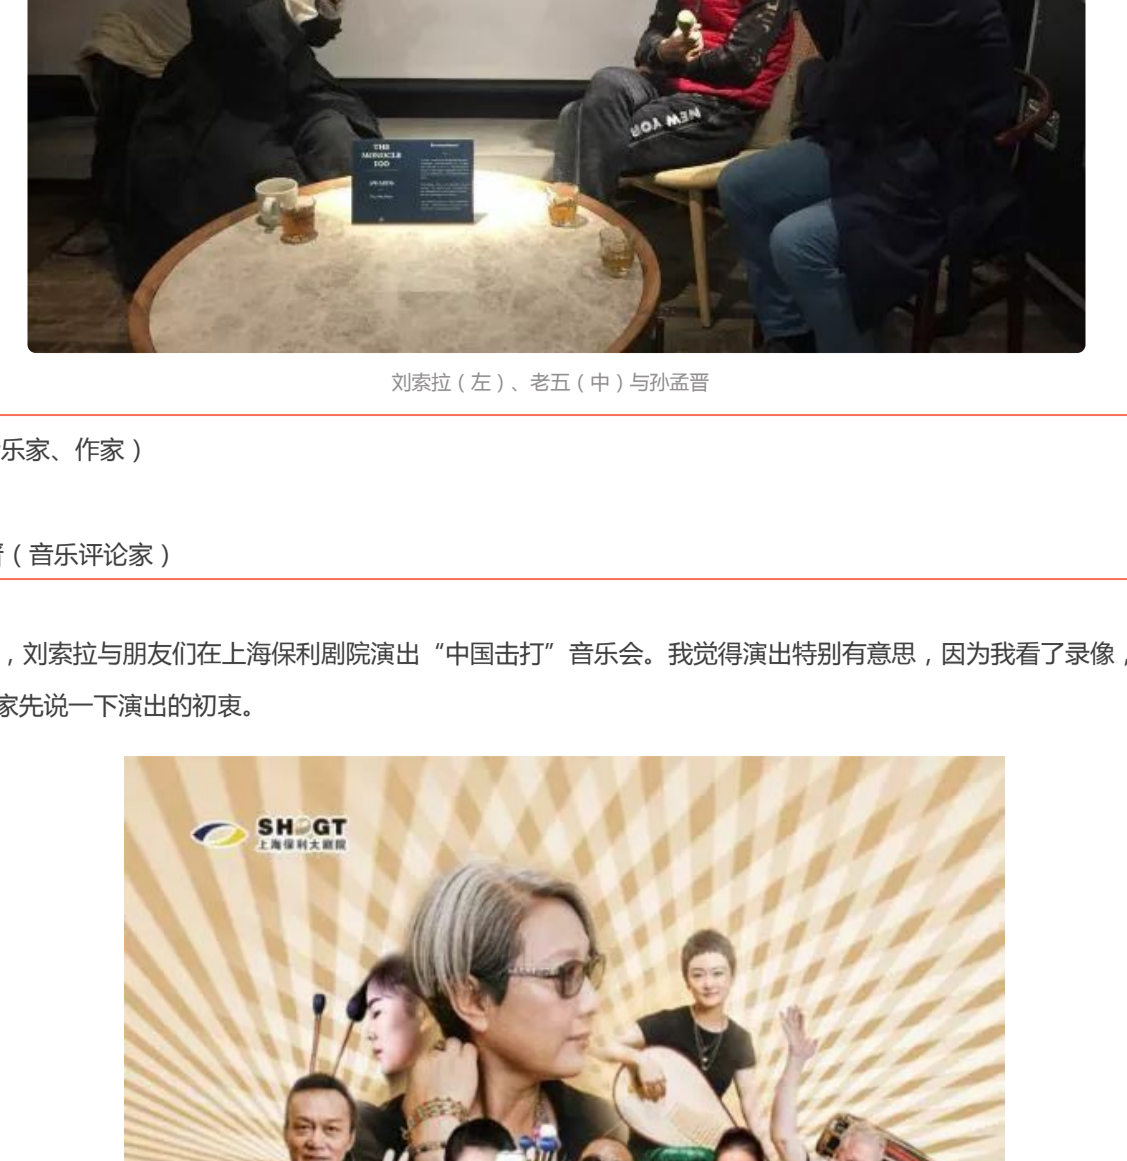 NEW YOR
THE
MONOCLE
EGO
刘索拉（左）、老五（中）与孙孟晋
乐家、作家）
（音乐评论家）
，刘索拉与朋友们在上海保利剧院演出“中国击打”音乐会。我觉得演出特别有意思，因为我看了录像，
家先说一下演出的初衷。
SHPGT
上海保利大剧院